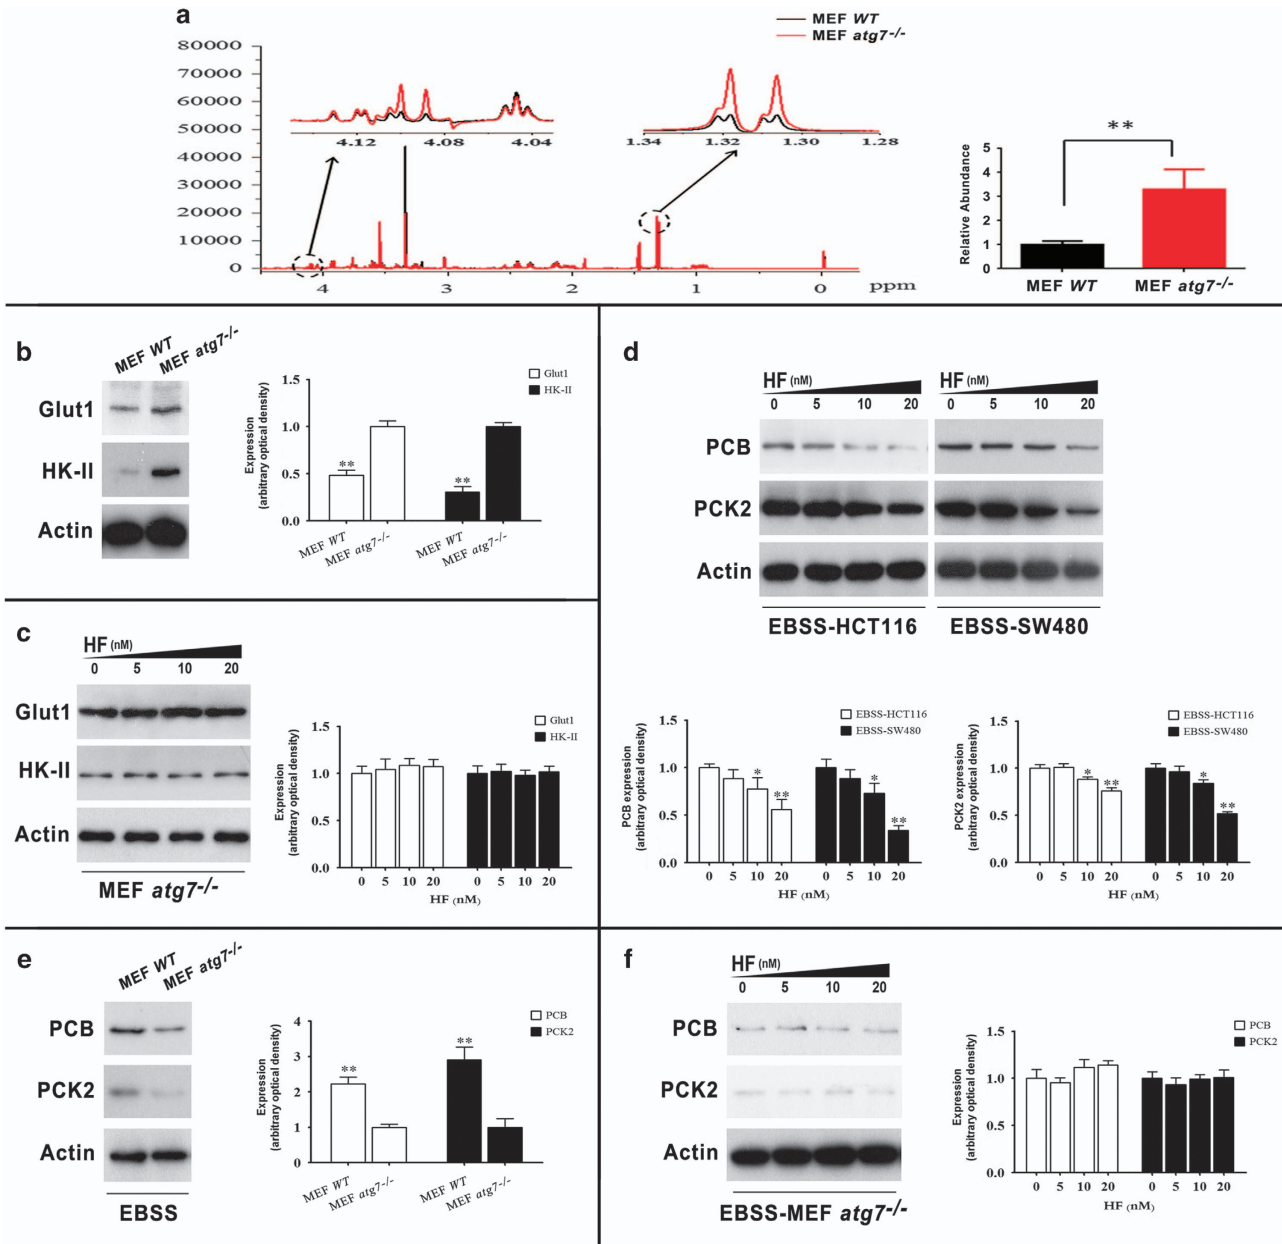 a
MEF WT
MEF atg7-/-
80000
70000
60000
50000
40000
30000
20000
10000
0
4.12 4.08 4.04
1.34 1.32 1.30 1.28
4 3 2 1 0 ppm
**
Relative Abundance
5
4
3
2
1
0
MEF WT MEF atg7-/-
b
MEF WT
MEF atg7-/-
Glut1
HK-II
Actin
Glut1
HK-II
Expression
(arbitrary optical density)
1.5
1.0
0.5
0.0
** **
MEF WT MEF atg7-/- MEF WT MEF atg7-/-
c
HF (nM)
0 5 10 20
Glut1
HK-II
Actin
MEF atg7-/-
Glut1
HK-II
Expression
(arbitrary optical density)
1.5
1.0
0.5
0.0
0 5 10 20 0 5 10 20
HF (nM)
d
HF (nM) HF (nM)
0 5 10 20 0 5 10 20
PCB
PCK2
Actin
EBSS-HCT116 EBSS-SW480
EBSS-HCT116
EBSS-SW480
PCB expression
(arbitrary optical density)
1.5
1.0
0.5
0.0
* ** * **
0 5 10 20 0 5 10 20
HF (nM)
EBSS-HCT116
EBSS-SW480
PCK2 expression
(arbitrary optical density)
1.5
1.0
0.5
0.0
* ** * **
0 5 10 20 0 5 10 20
HF (nM)
e
MEF WT
MEF atg7-/-
PCB
PCK2
Actin
EBSS
PCB
PCK2
Expression
(arbitrary optical density)
4
3
2
1
0
** **
MEF WT MEF atg7-/- MEF WT MEF atg7-/-
f
HF (nM)
0 5 10 20
PCB
PCK2
Actin
EBSS-MEF atg7-/-
PCB
PCK2
Expression
(arbitrary optical density)
1.5
1.0
0.5
0.0
0 5 10 20 0 5 10 20
HF (nM)